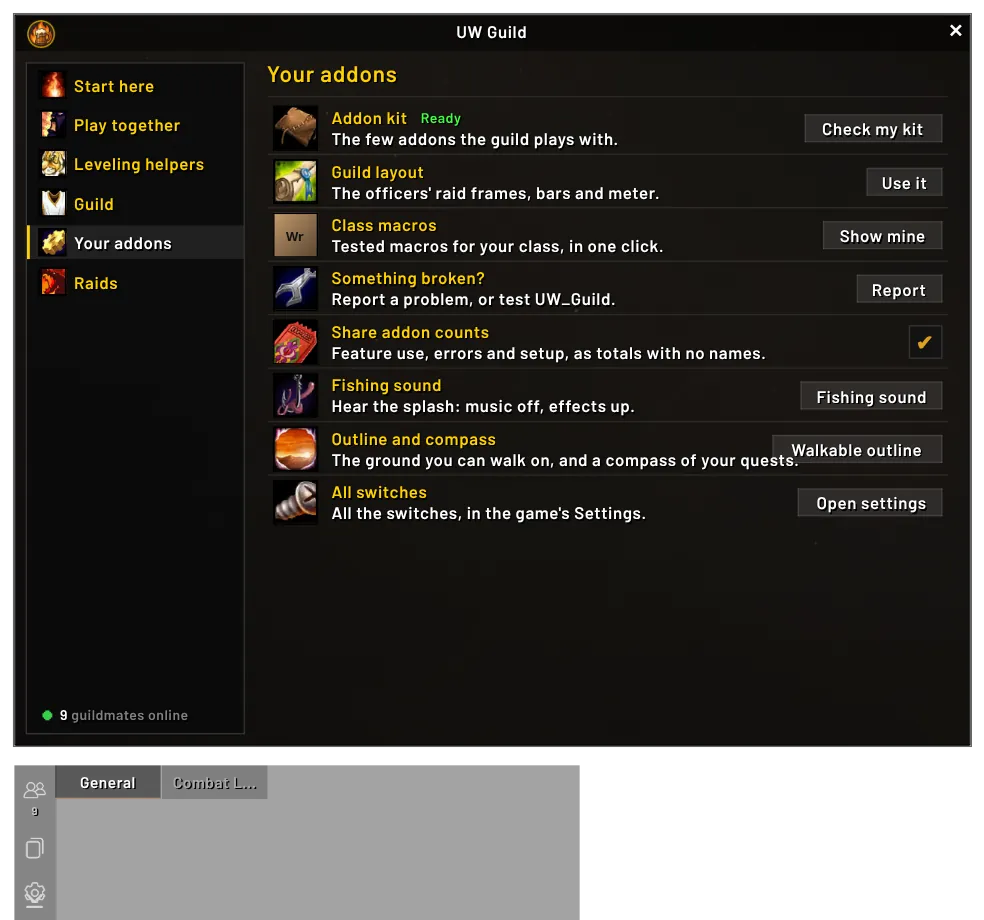 UW Guild
Start here
Play together
Leveling helpers
Guild
Your addons
Raids
9 guildmates online
Your addons
Addon kit Ready
The few addons the guild plays with.
Check my kit
Guild layout
The officers' raid frames, bars and meter.
Use it
Wr
Class macros
Tested macros for your class, in one click.
Show mine
Something broken?
Report a problem, or test UW_Guild.
Report
Share addon counts
Feature use, errors and setup, as totals with no names.
Fishing sound
Hear the splash: music off, effects up.
Fishing sound
Outline and compass
The ground you can walk on, and a compass of your quests.
Walkable outline
All switches
All the switches, in the game's Settings.
Open settings
General
Combat L...
9